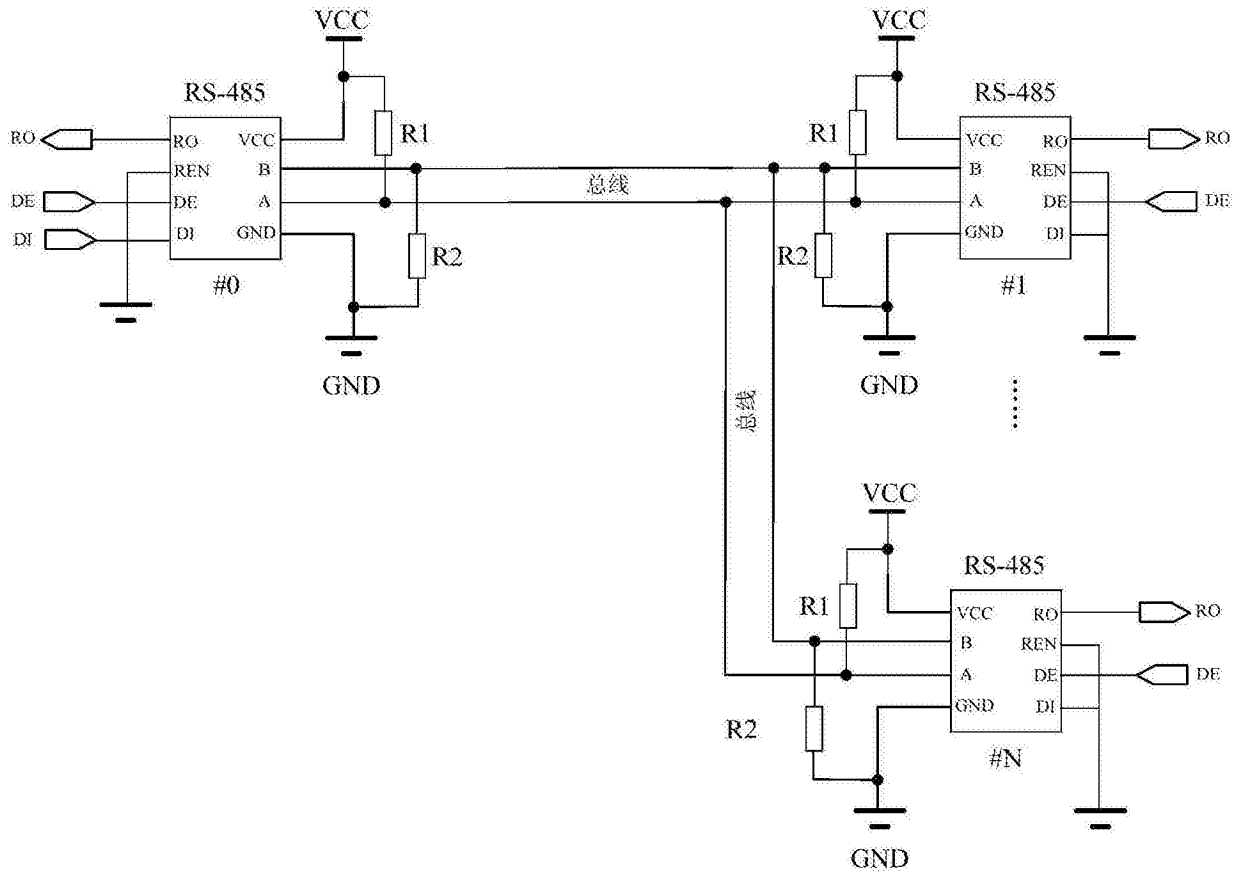 VCC
RS-485
RO
RO
VCC
R1
REN
B
DE
DE
A
DI
DI
GND
R2
#0
GND
总线
VCC
RS-485
R1
VCC
RO
RO
B
REN
A
DE
DE
R2
GND
DI
#1
GND
......
总线
VCC
RS-485
R1
VCC
RO
RO
B
REN
A
DE
DE
R2
GND
DI
#N
GND